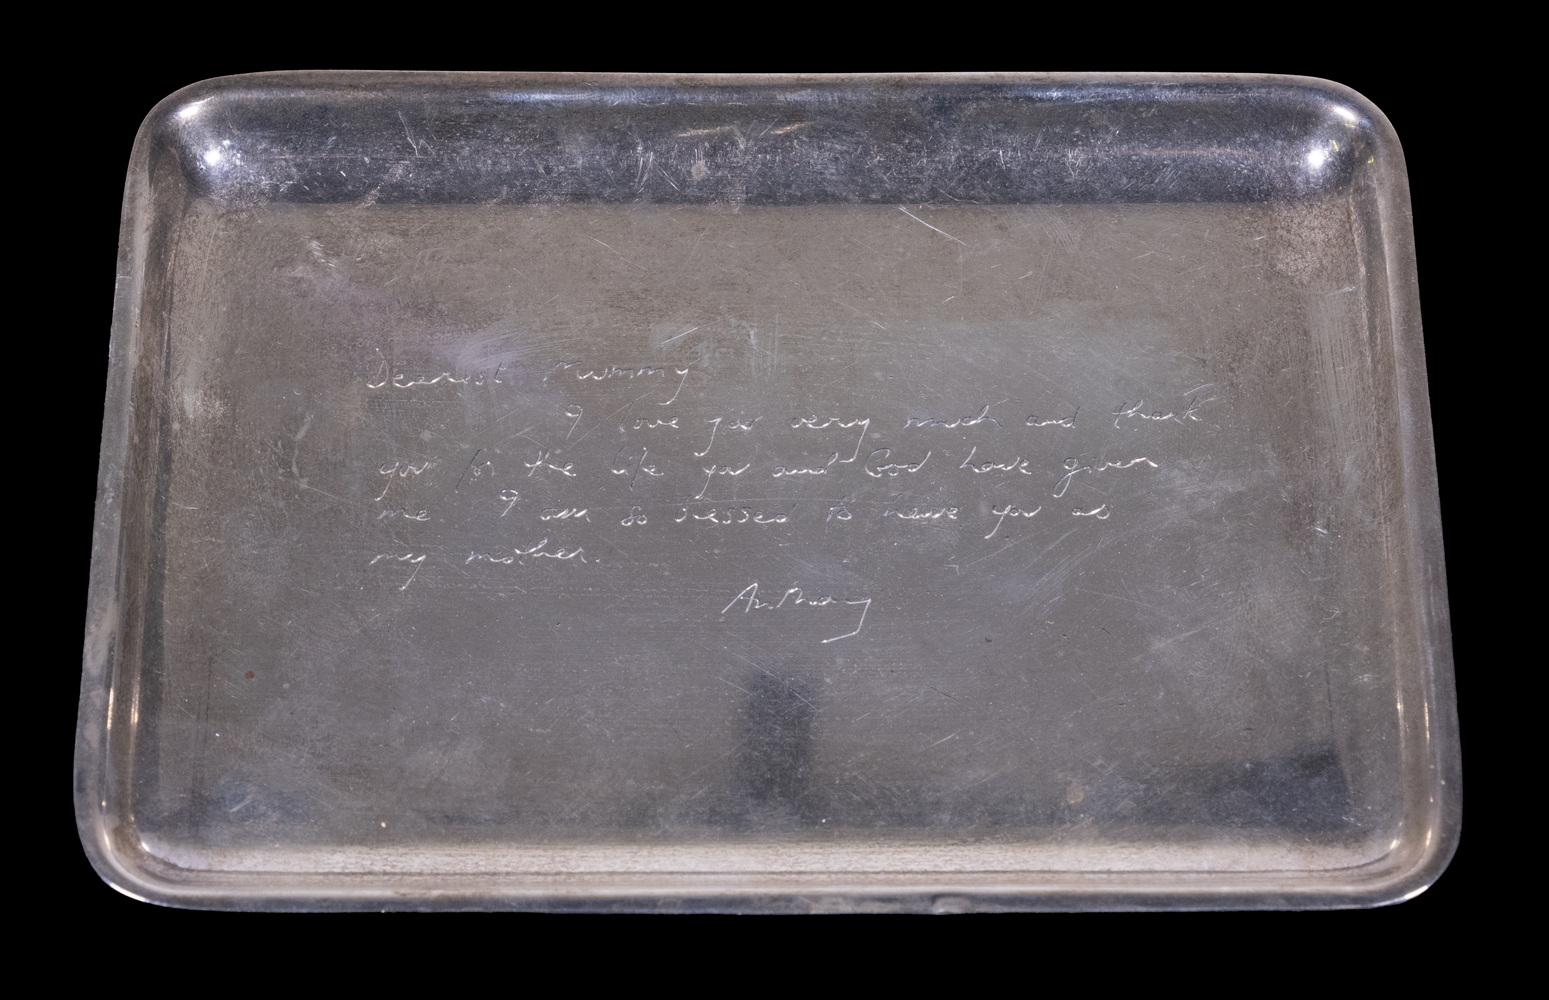 Dearest Mummy
I love you very much and thank
you for the life you and God have given
me. I am so blessed to have you as
my mother.
Anthony